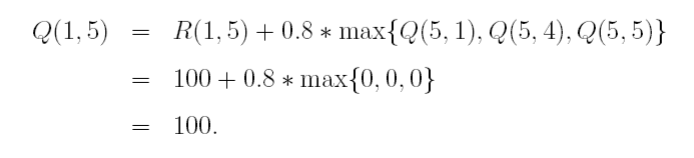 Q(1, 5) = R(1, 5) + 0.8 ∗ max{Q(5, 1), Q(5, 4), Q(5, 5)}
= 100 + 0.8 ∗ max{0, 0, 0}
= 100.